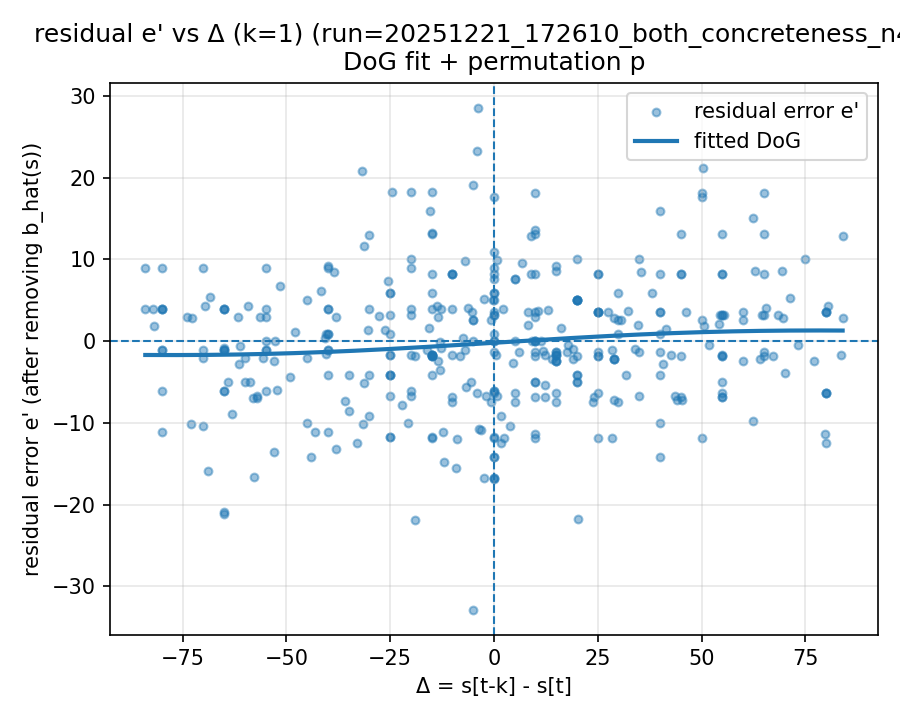 residual e' vs Δ (k=1) (run=20251221_172610_both_concreteness_n4
DoG fit + permutation p
residual error e'
fitted DoG
residual error e' (after removing b_hat(s))
30
20
10
0
−10
−20
−30
−75
−50
−25
0
25
50
75
Δ = s[t-k] - s[t]